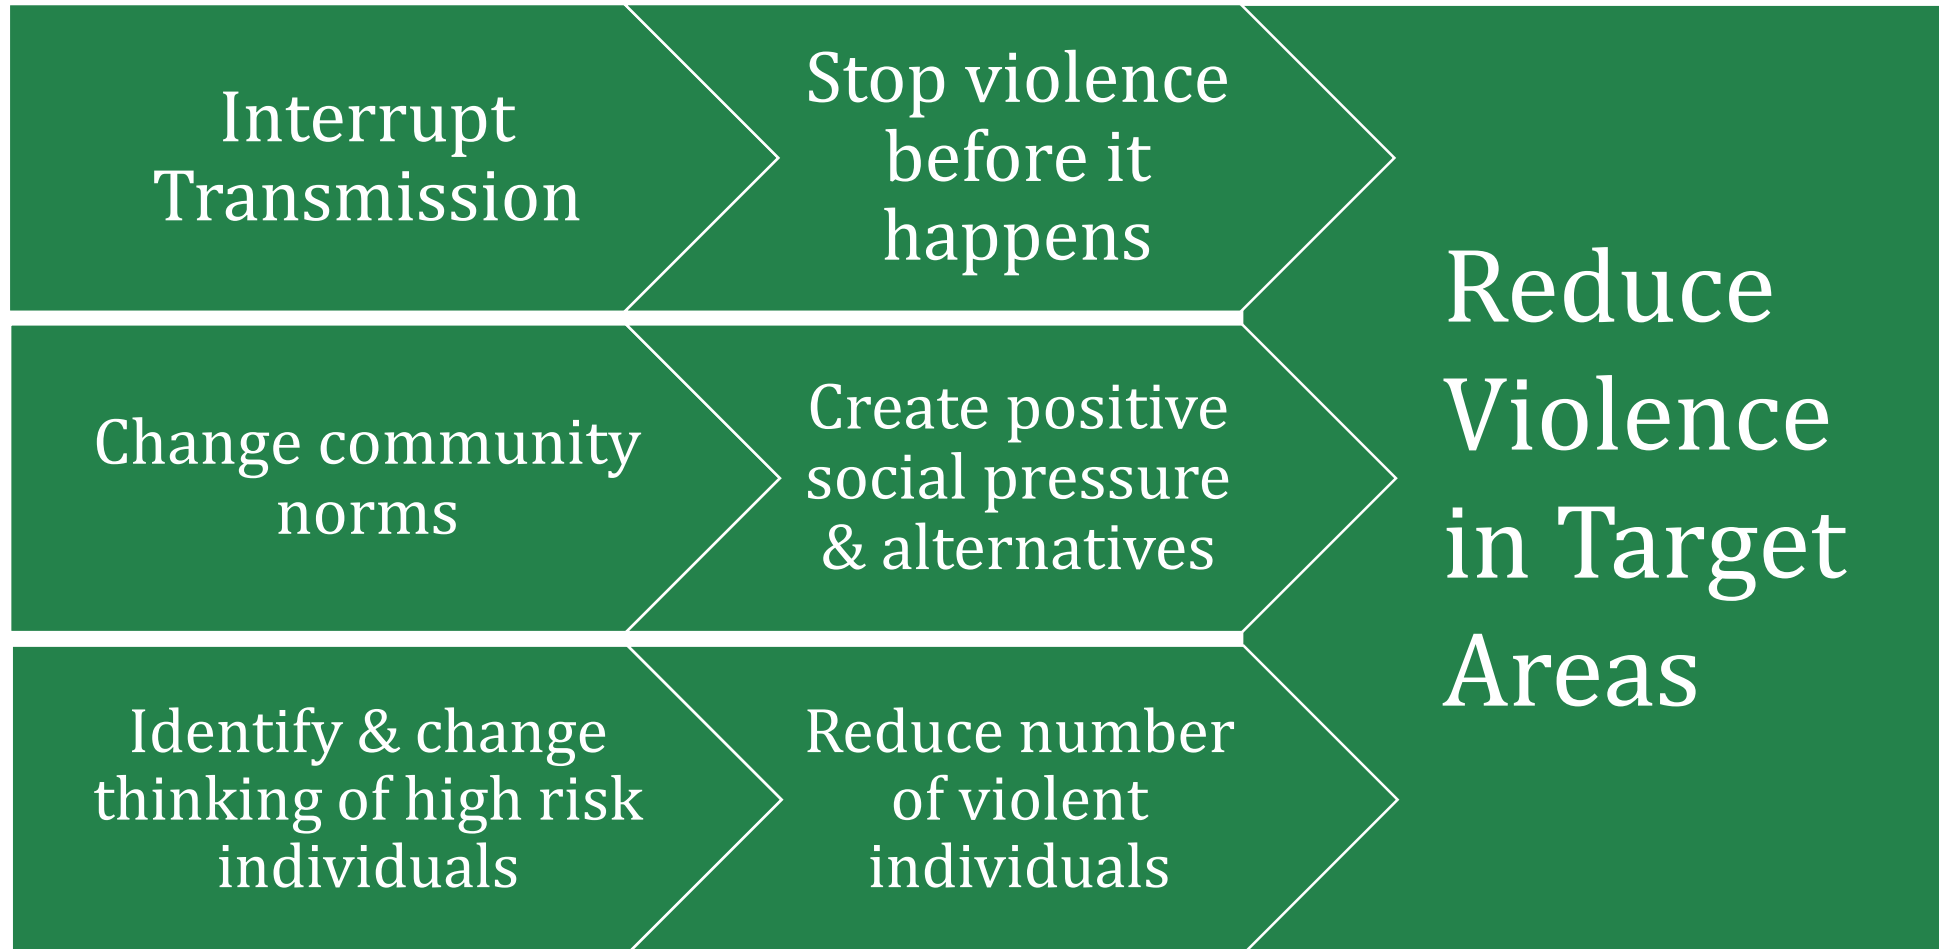 Interrupt
Transmission
Stop violence
before it
happens
Change community
norms
Create positive
social pressure
& alternatives
Identify & change
thinking of high risk
individuals
Reduce number
of violent
individuals
Reduce
Violence
in Target
Areas